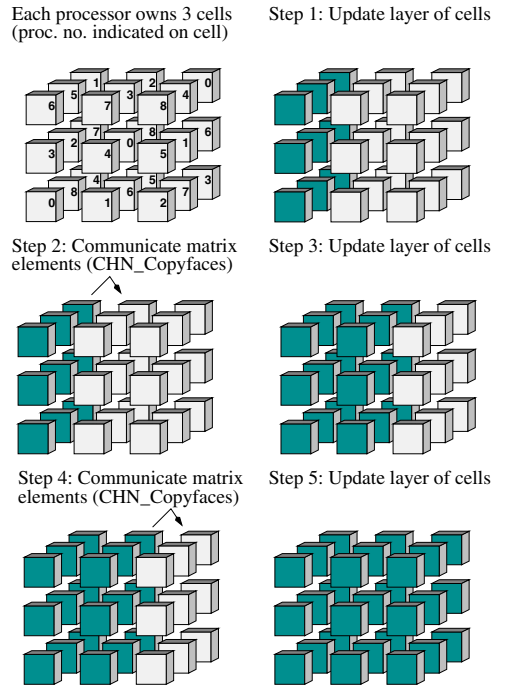 Each processor owns 3 cells
(proc. no. indicated on cell)
Step 1: Update layer of cells
1 2 0
5 3 4
6 7 8
7 8 6
2 0 1
3 4 5
4 5 3
8 6 7
0 1 2
Step 2: Communicate matrix
elements (CHN_Copyfaces)
Step 3: Update layer of cells
Step 4: Communicate matrix
elements (CHN_Copyfaces)
Step 5: Update layer of cells